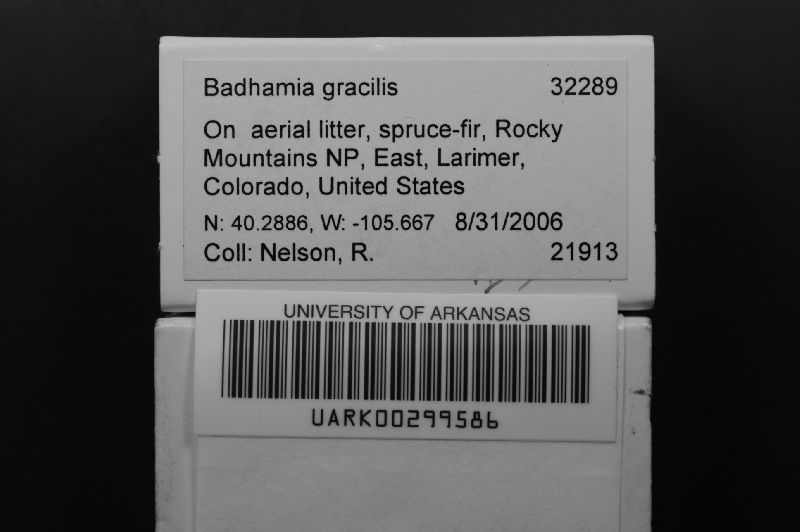 Badhamia gracilis 32289
On aerial litter, spruce-fir, Rocky
Mountains NP, East, Larimer,
Colorado, United States
N: 40.2886, W: -105.667 8/31/2006
Coll: Nelson, R. 21913
UNIVERSITY OF ARKANSAS
UARK00299586